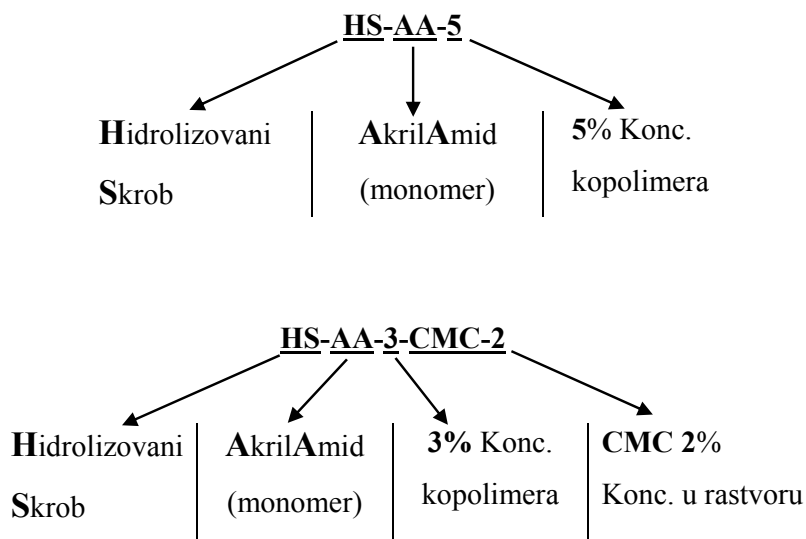 HS-AA-5
Hidrolizovani
Skrob
AkrilAmid
(monomer)
5% Konc.
kopolimera
HS-AA-3-CMC-2
Hidrolizovani
Skrob
AkrilAmid
(monomer)
3% Konc.
kopolimera
CMC 2%
Konc. u rastvoru